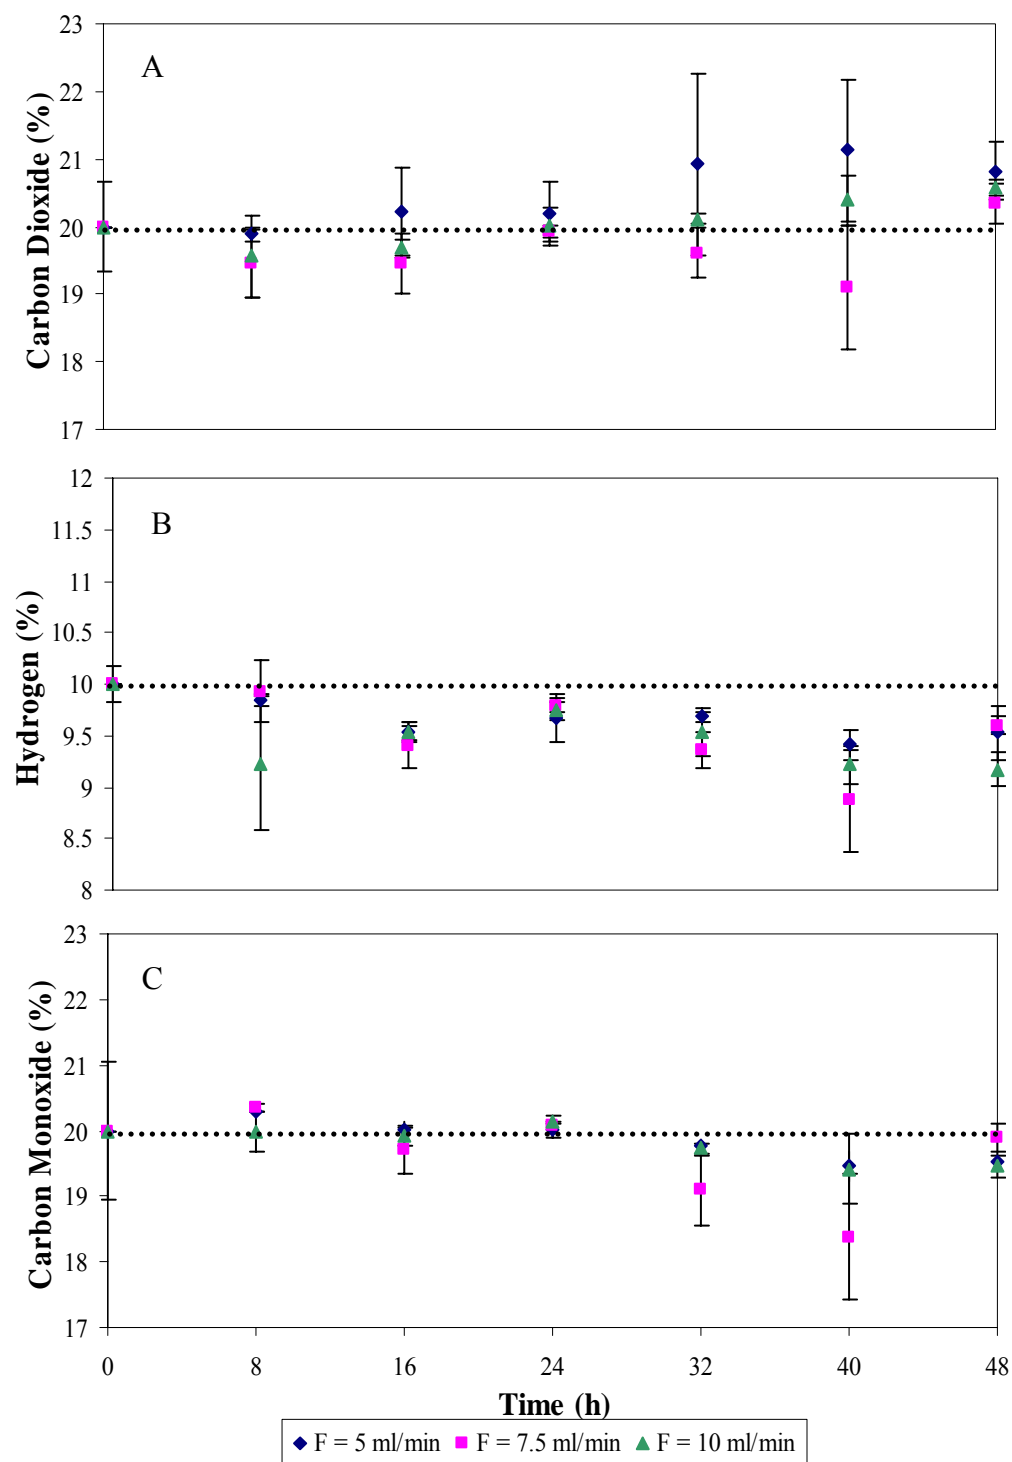 A
Carbon Dioxide (%)
23
22
21
20
19
18
17
B
Hydrogen (%)
12
11.5
11
10.5
10
9.5
9
8.5
8
C
Carbon Monoxide (%)
23
22
21
20
19
18
17
0 8 16 24 32 40 48
Time (h)
F = 5 ml/min F = 7.5 ml/min F = 10 ml/min